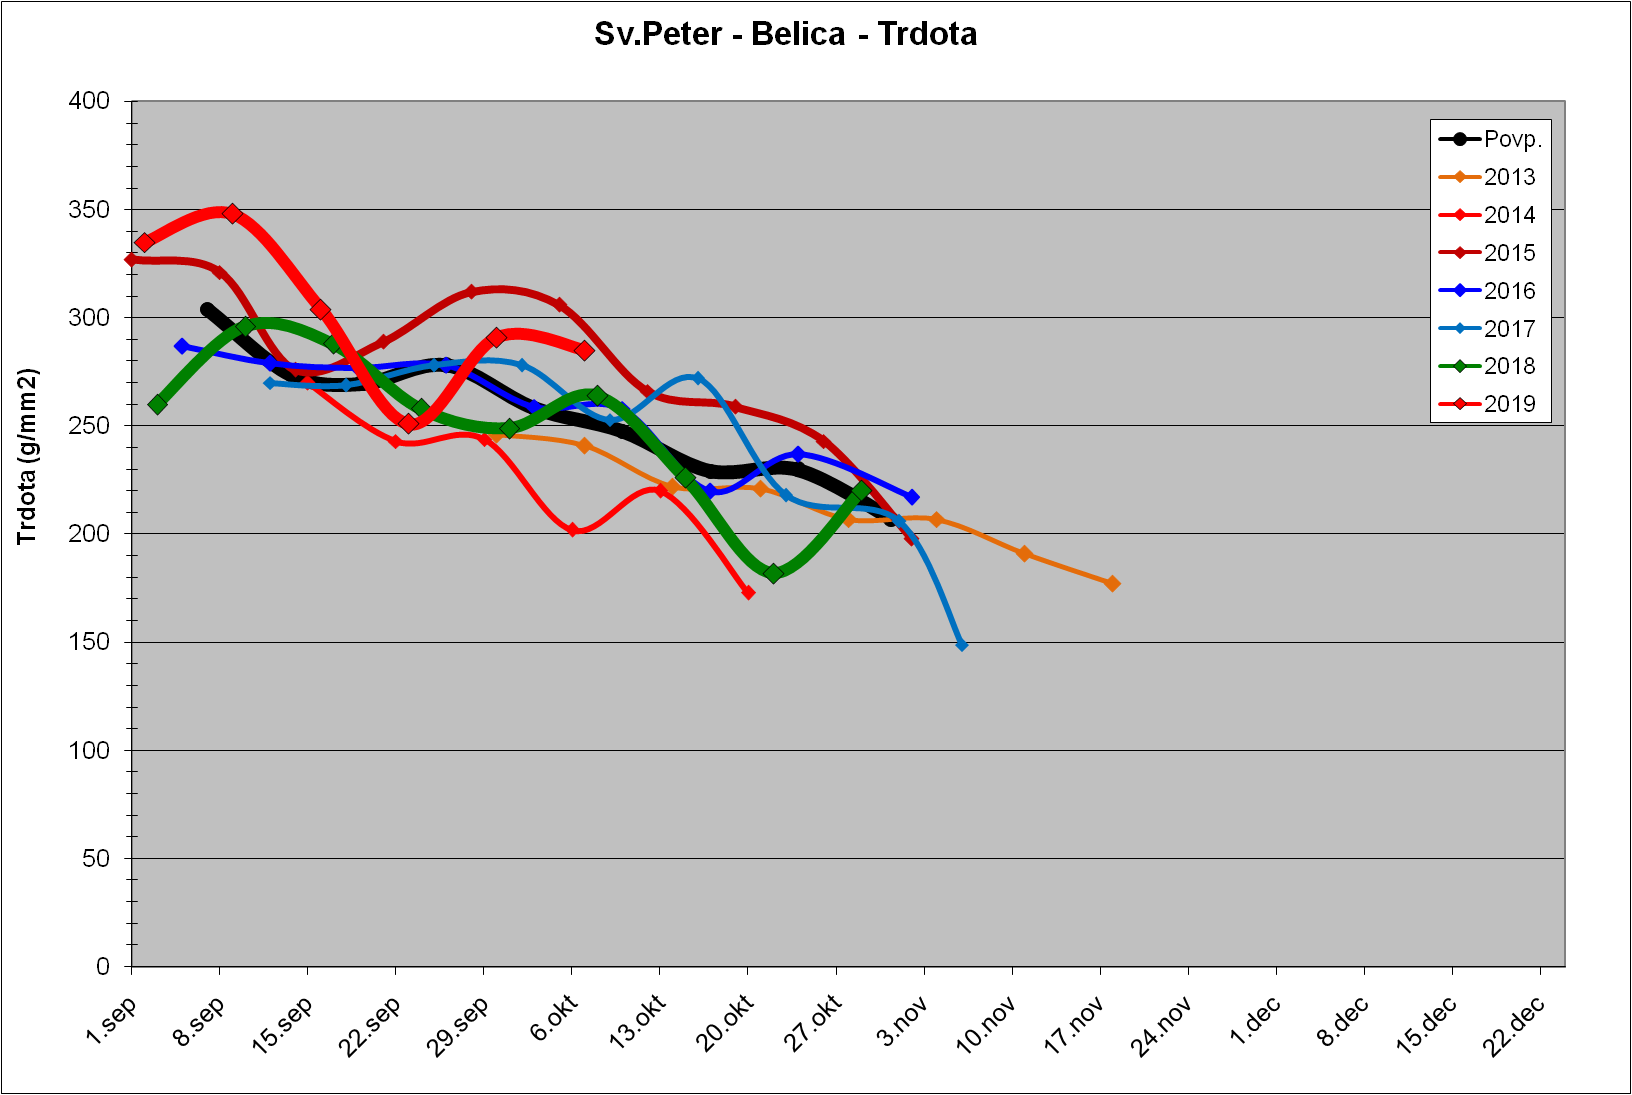 Sv.Peter - Belica - Trdota
Trdota (g/mm2)
400
350
300
250
200
150
100
50
0
1.sep
8.sep
15.sep
22.sep
29.sep
6.okt
13.okt
20.okt
27.okt
3.nov
10.nov
17.nov
24.nov
1.dec
8.dec
15.dec
22.dec
Povp.
2013
2014
2015
2016
2017
2018
2019